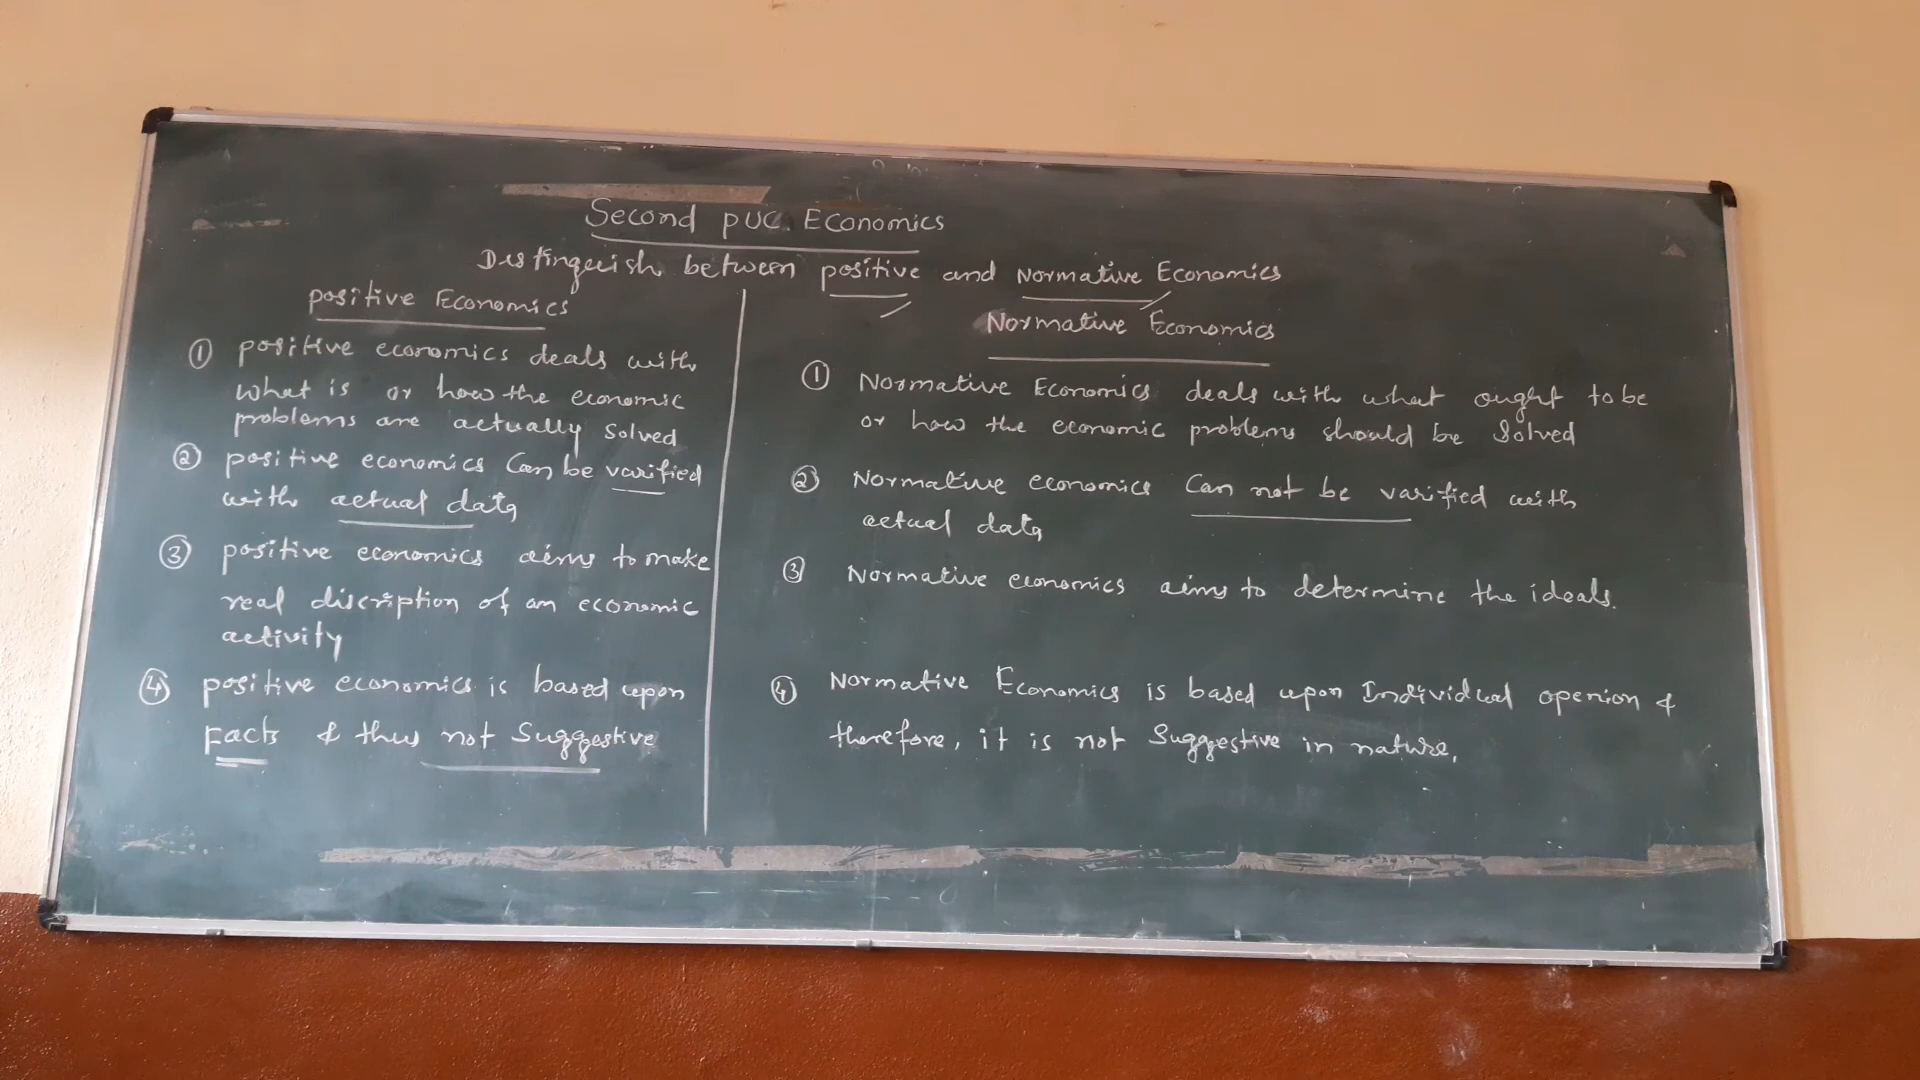 Second PUC Economics
Distinguish between positive and Normative Economics
positive Economics
① positive economics deals with
what is or how the economic
problems are actually solved
② positive economics Can be varified
with actual data
③ positive economics aims to make
real discription of an economic
activity
④ positive economics is based upon
Facts & thus not Suggestive
Normative Economics
① Normative Economics deals with what ought to be
or how the economic problems should be Solved
② Normative economics Can not be varified with
actual data
③ Normative economics aims to determine the ideals.
④ Normative Economics is based upon Individual openion &
therefore, it is not Suggestive in nature.